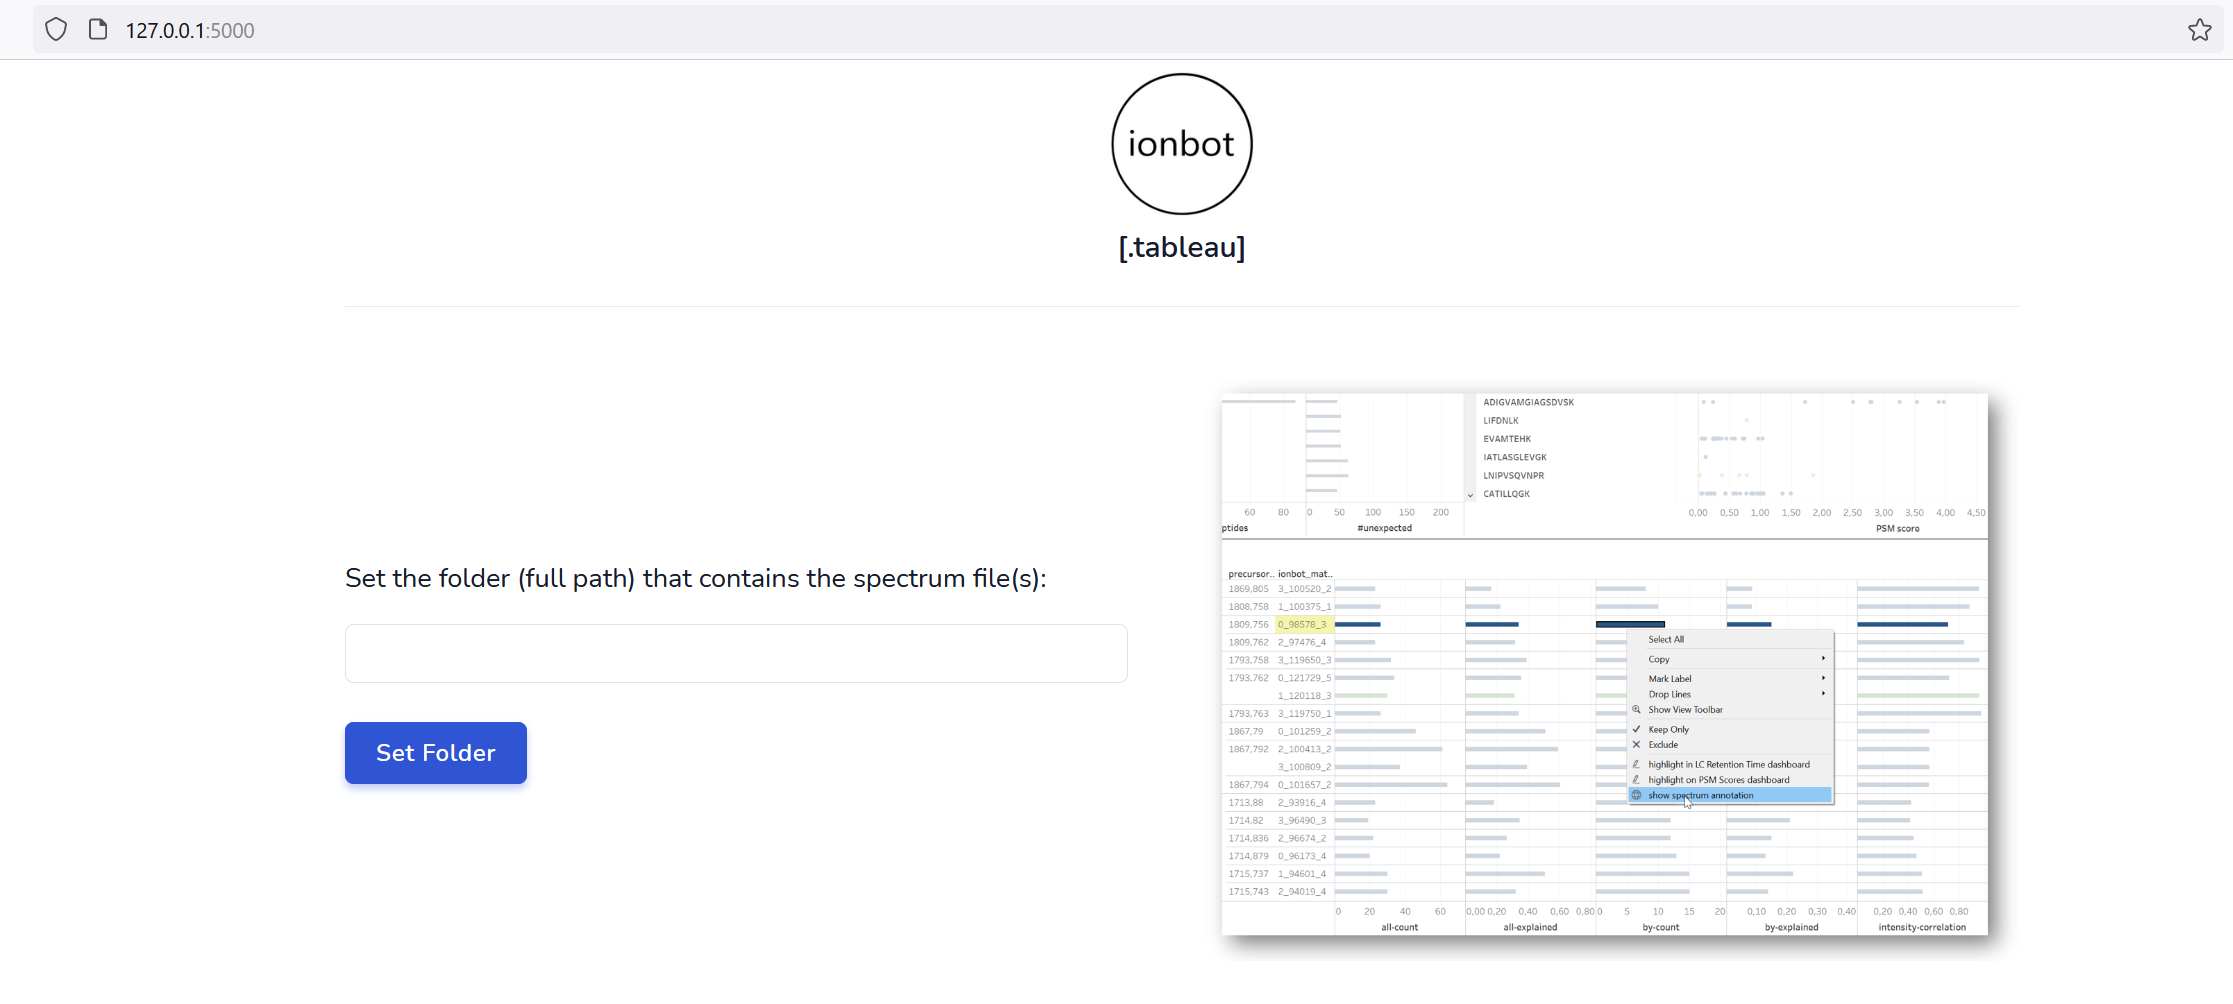 127.0.0.1:5000
ionbot
[.tableau]
Set the folder (full path) that contains the spectrum file(s):
Set Folder
ADIGVAMGIAGSDVSK
LIFDNLK
EVAMTEHK
IATLASGLEVGK
LNIPVSQVNPR
CATILLQGK
60 80 0 50 100 150 200
0,00 0,50 1,00 1,50 2,00 2,50 3,00 3,50 4,00 4,50
ptides #unexpected PSM score
precursor.. ionbot_mat..
1869,805 3_100520_2
1808,758 1_100375_1
1809,756 0_98578_3
1809,762 2_97476_4
1793,758 3_119650_3
1793,762 0_121729_5
1_120118_3
1793,763 3_119750_1
1867,79 0_101259_2
1867,792 2_100413_2
3_100809_2
1867,794 0_101657_2
1713,88 2_93916_4
1714,82 3_96490_3
1714,836 2_96674_2
1714,879 0_96173_4
1715,737 1_94601_4
1715,743 2_94019_4
Select All
Copy
Mark Label
Drop Lines
Show View Toolbar
Keep Only
Exclude
highlight in LC Retention Time dashboard
highlight on PSM Scores dashboard
show spectrum annotation
0 20 40 60 0,00 0,20 0,40 0,60 0,80 0 5 10 15 20 0,10 0,20 0,30 0,40 0,20 0,40 0,60 0,80
all-count all-explained by-count by-explained intensity-correlation